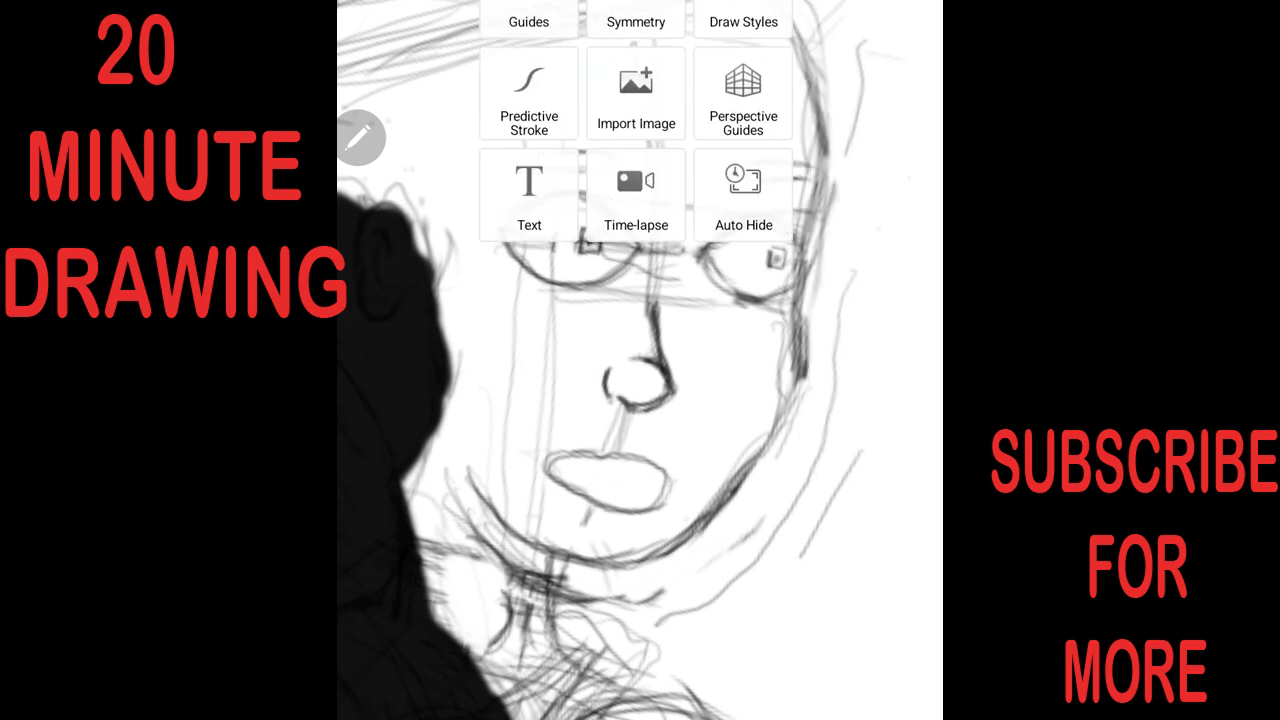 20
MINUTE
DRAWING
Guides
Symmetry
Draw Styles
Predictive
Stroke
Import Image
Perspective
Guides
Text
Time-lapse
Auto Hide
SUBSCRIBE
FOR
MORE